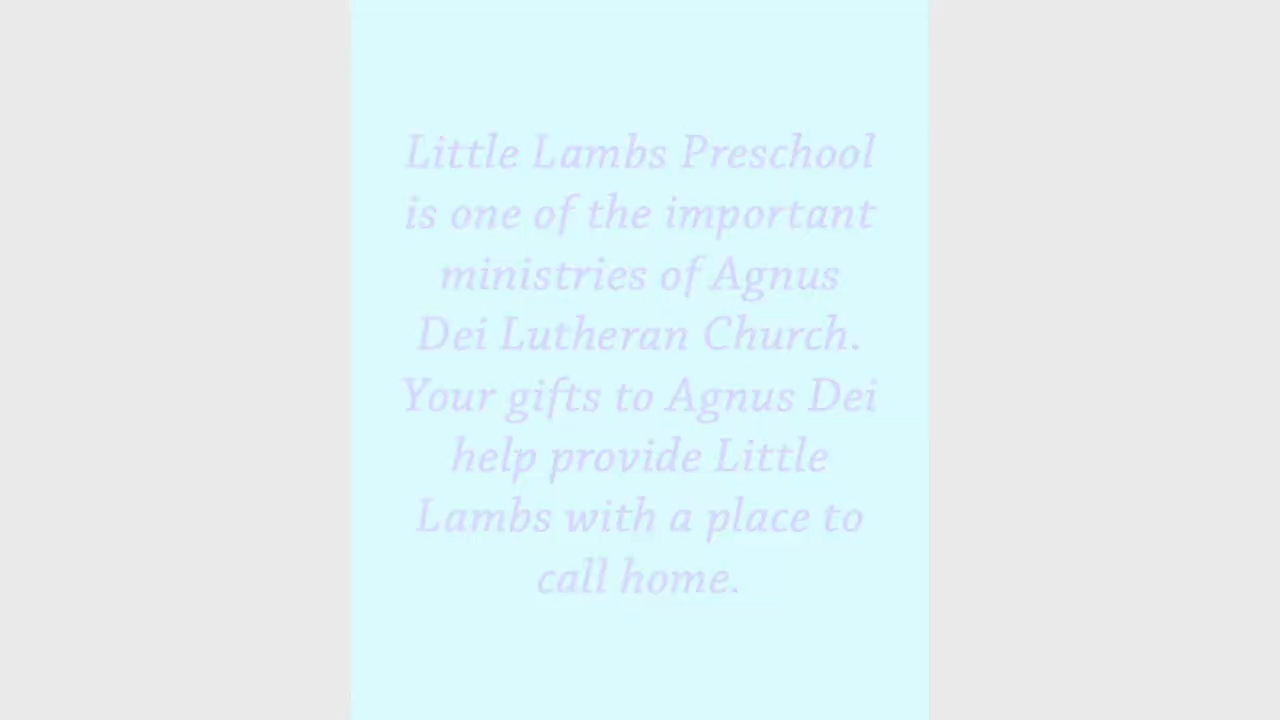 Little Lambs Preschool
is one of the important
ministries of Agnus
Dei Lutheran Church.
Your gifts to Agnus Dei
help provide Little
Lambs with a place to
call home.